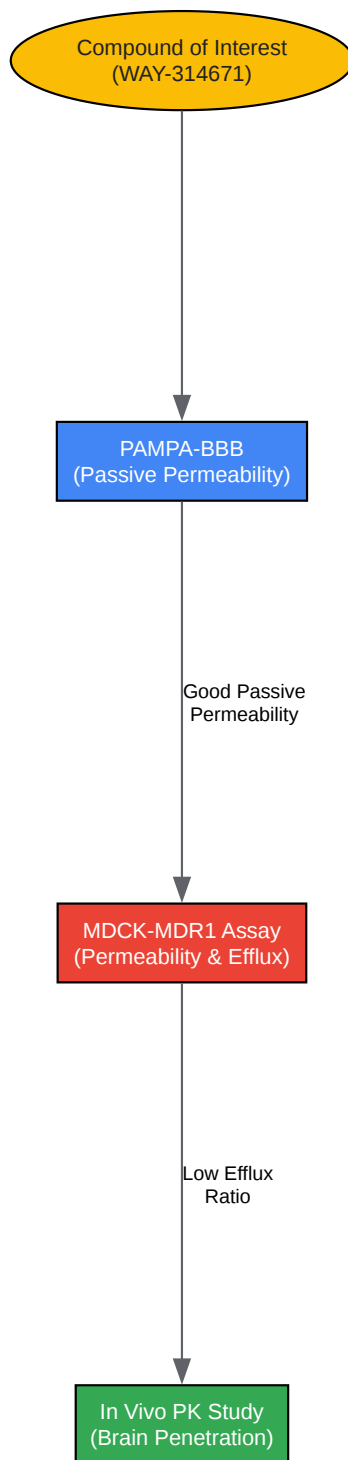 Compound of Interest
(WAY-314671)
PAMPA-BBB
(Passive Permeability)
Good Passive
Permeability
MDCK-MDR1 Assay
(Permeability & Efflux)
Low Efflux
Ratio
In Vivo PK Study
(Brain Penetration)